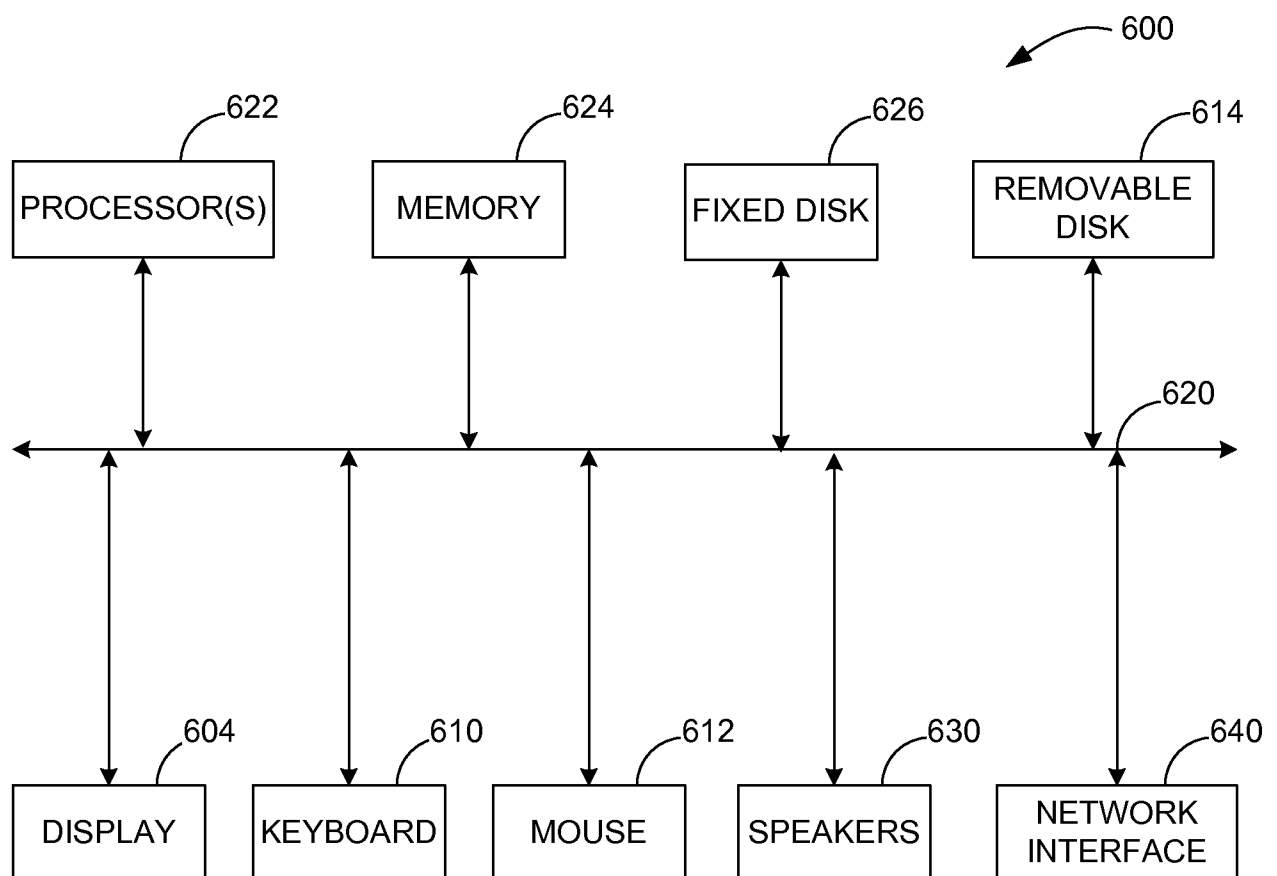 600
622
624
626
614
PROCESSOR(S)
MEMORY
FIXED DISK
REMOVABLE
DISK
620
604
610
612
630
640
DISPLAY
KEYBOARD
MOUSE
SPEAKERS
NETWORK
INTERFACE